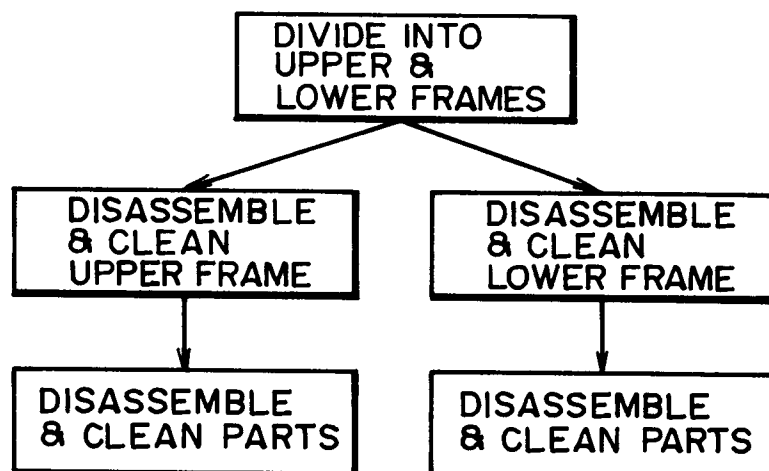 DIVIDE INTO
UPPER &
LOWER FRAMES
DISASSEMBLE
& CLEAN
UPPER FRAME
DISASSEMBLE
& CLEAN
LOWER FRAME
DISASSEMBLE
& CLEAN PARTS
DISASSEMBLE
& CLEAN PARTS